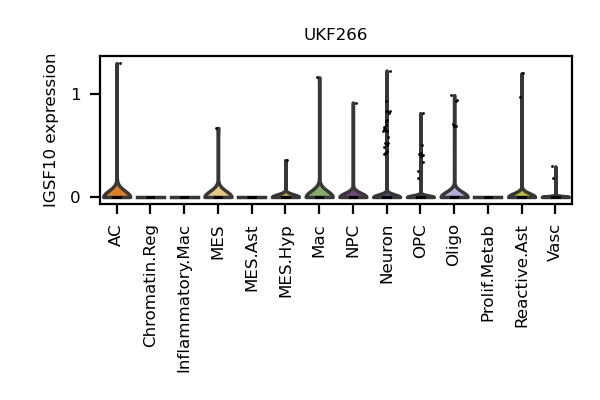 UKF266
IGSF10 expression
1
0
AC
Chromatin.Reg
Inflammatory.Mac
MES
MES.Ast
MES.Hyp
Mac
NPC
Neuron
OPC
Oligo
Prolif.Metab
Reactive.Ast
Vasc